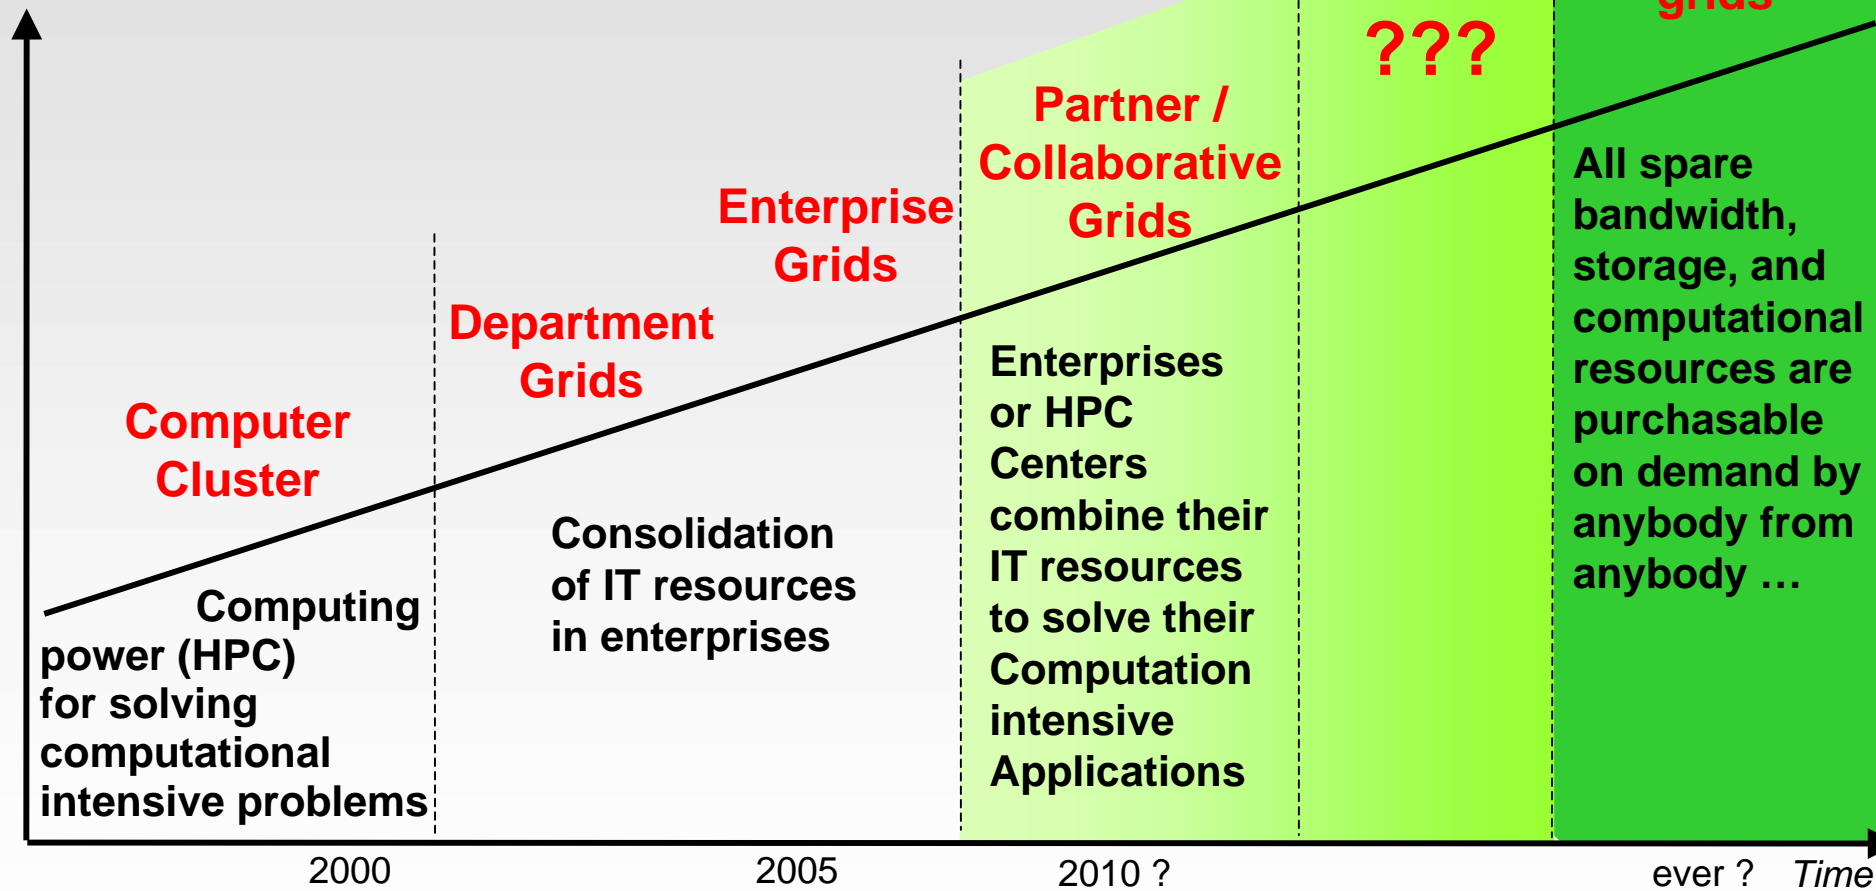 grids
???
Partner /
Collaborative
Grids
Enterprise
Grids
Department
Grids
Computer
Cluster
Computing
power (HPC)
for solving
computational
intensive problems
Consolidation
of IT resources
in enterprises
Enterprises
or HPC
Centers
combine their
IT resources
to solve their
Computation
intensive
Applications
All spare
bandwidth,
storage, and
computational
resources are
purchasable
on demand by
anybody from
anybody …
2000
2005
2010 ?
ever ?
Time